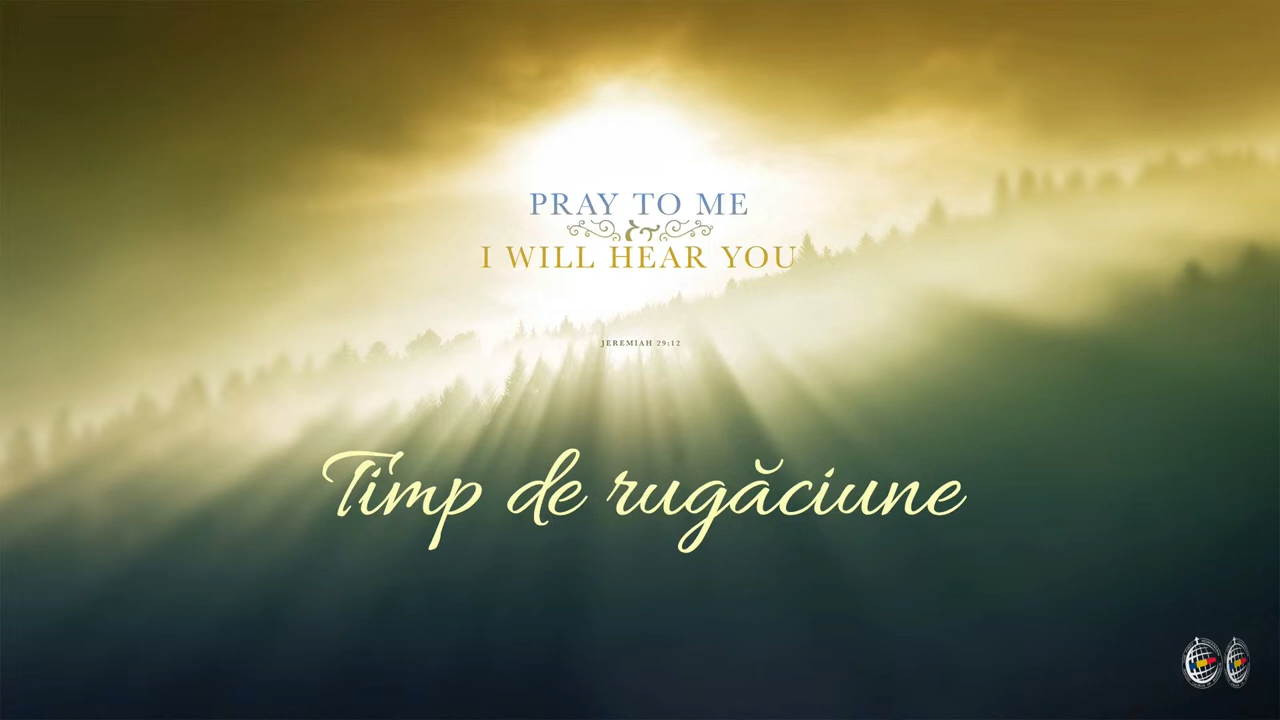 PRAY TO ME
&
I WILL HEAR YOU
JEREMIAH 29:12
Timp de rugăciune